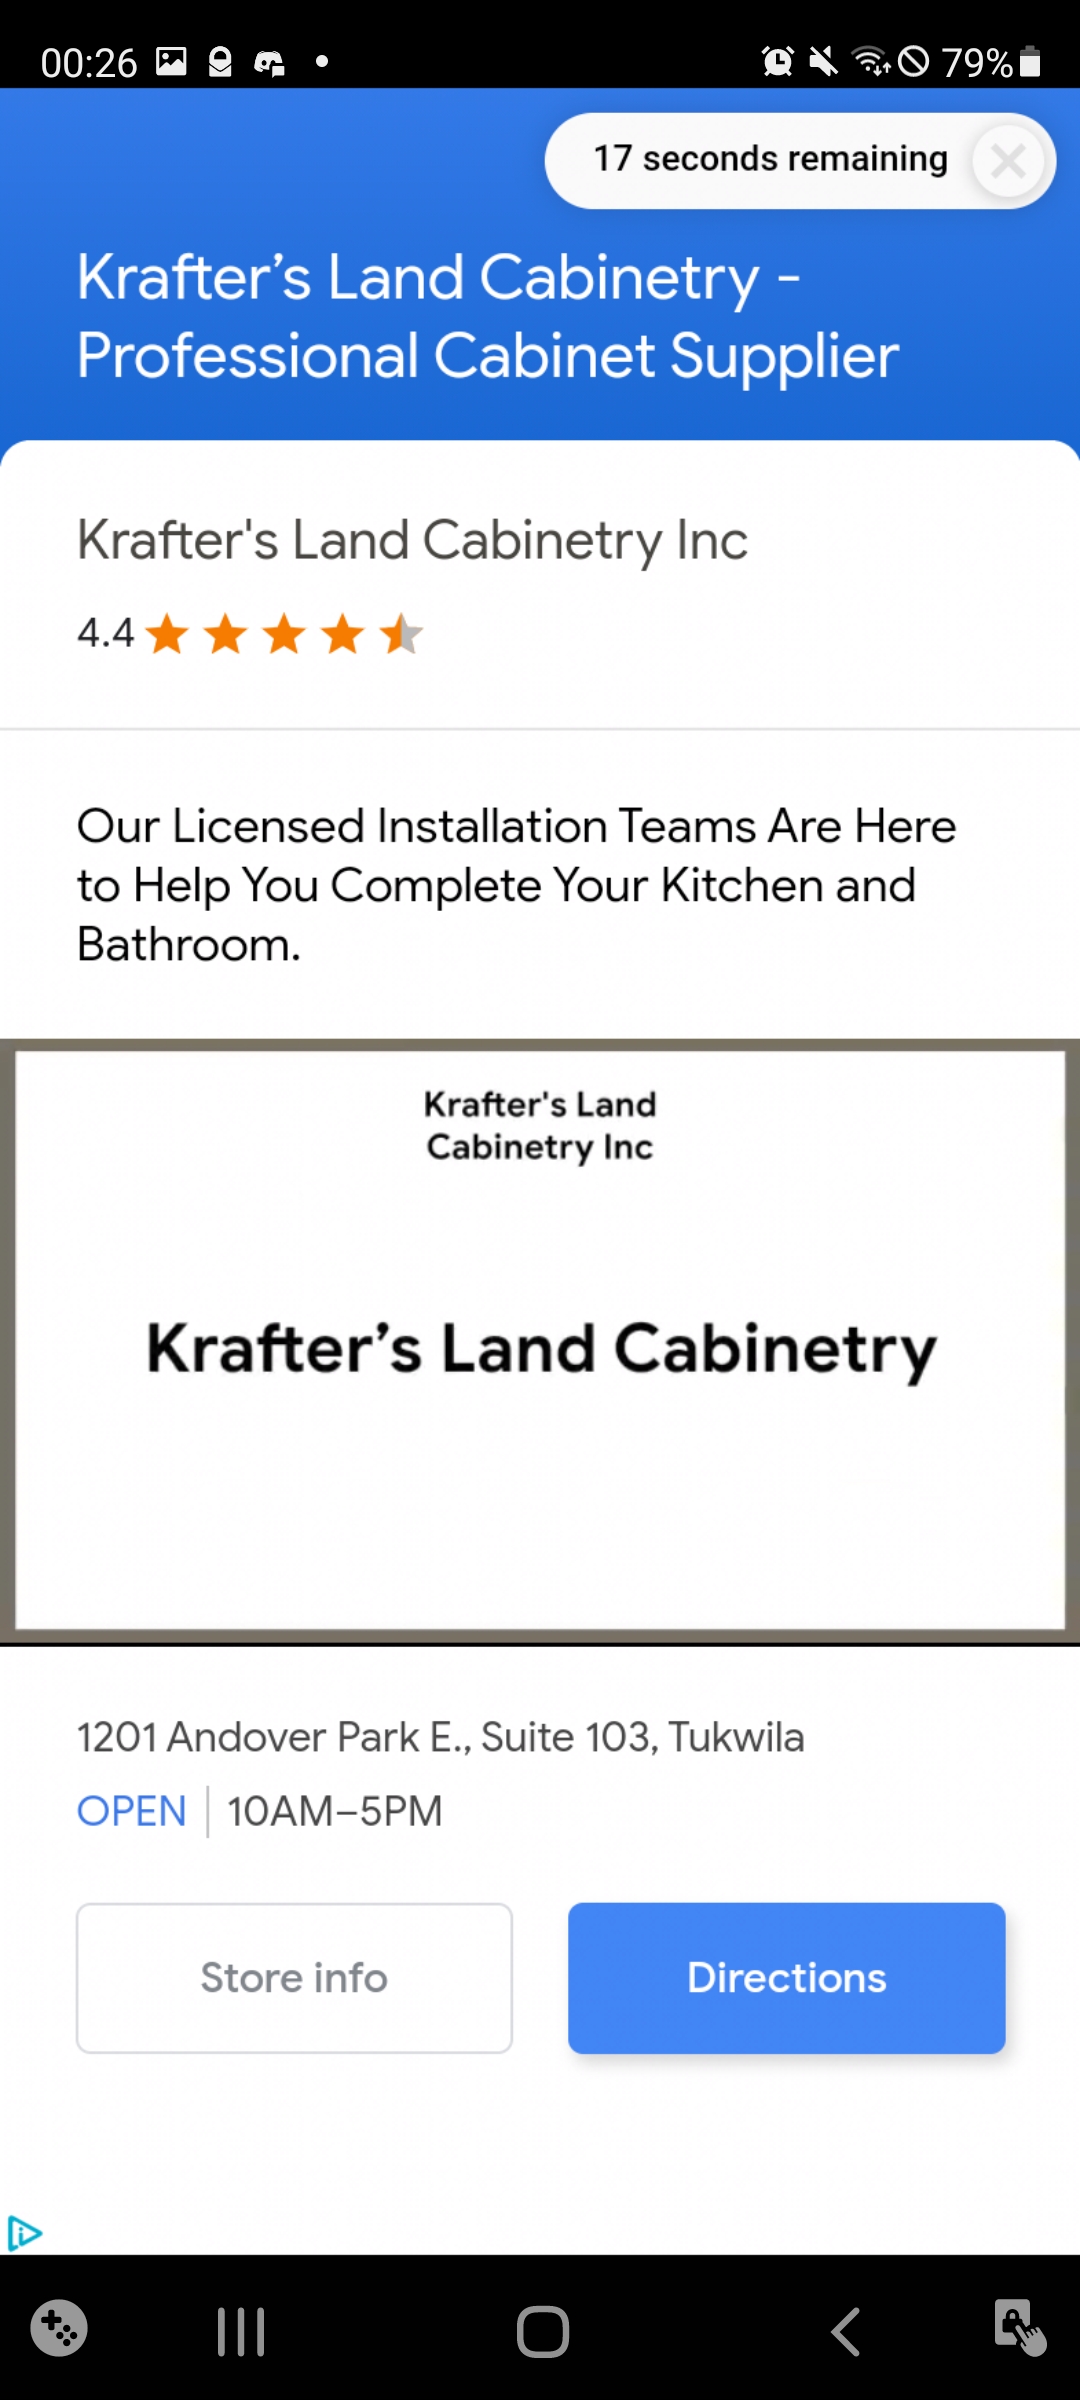 00:26
79%
17 seconds remaining
Krafter’s Land Cabinetry -
Professional Cabinet Supplier
Krafter's Land Cabinetry Inc
4.4
Our Licensed Installation Teams Are Here
to Help You Complete Your Kitchen and
Bathroom.
Krafter's Land
Cabinetry Inc
Krafter’s Land Cabinetry
1201 Andover Park E., Suite 103, Tukwila
OPEN 10AM–5PM
Store info
Directions